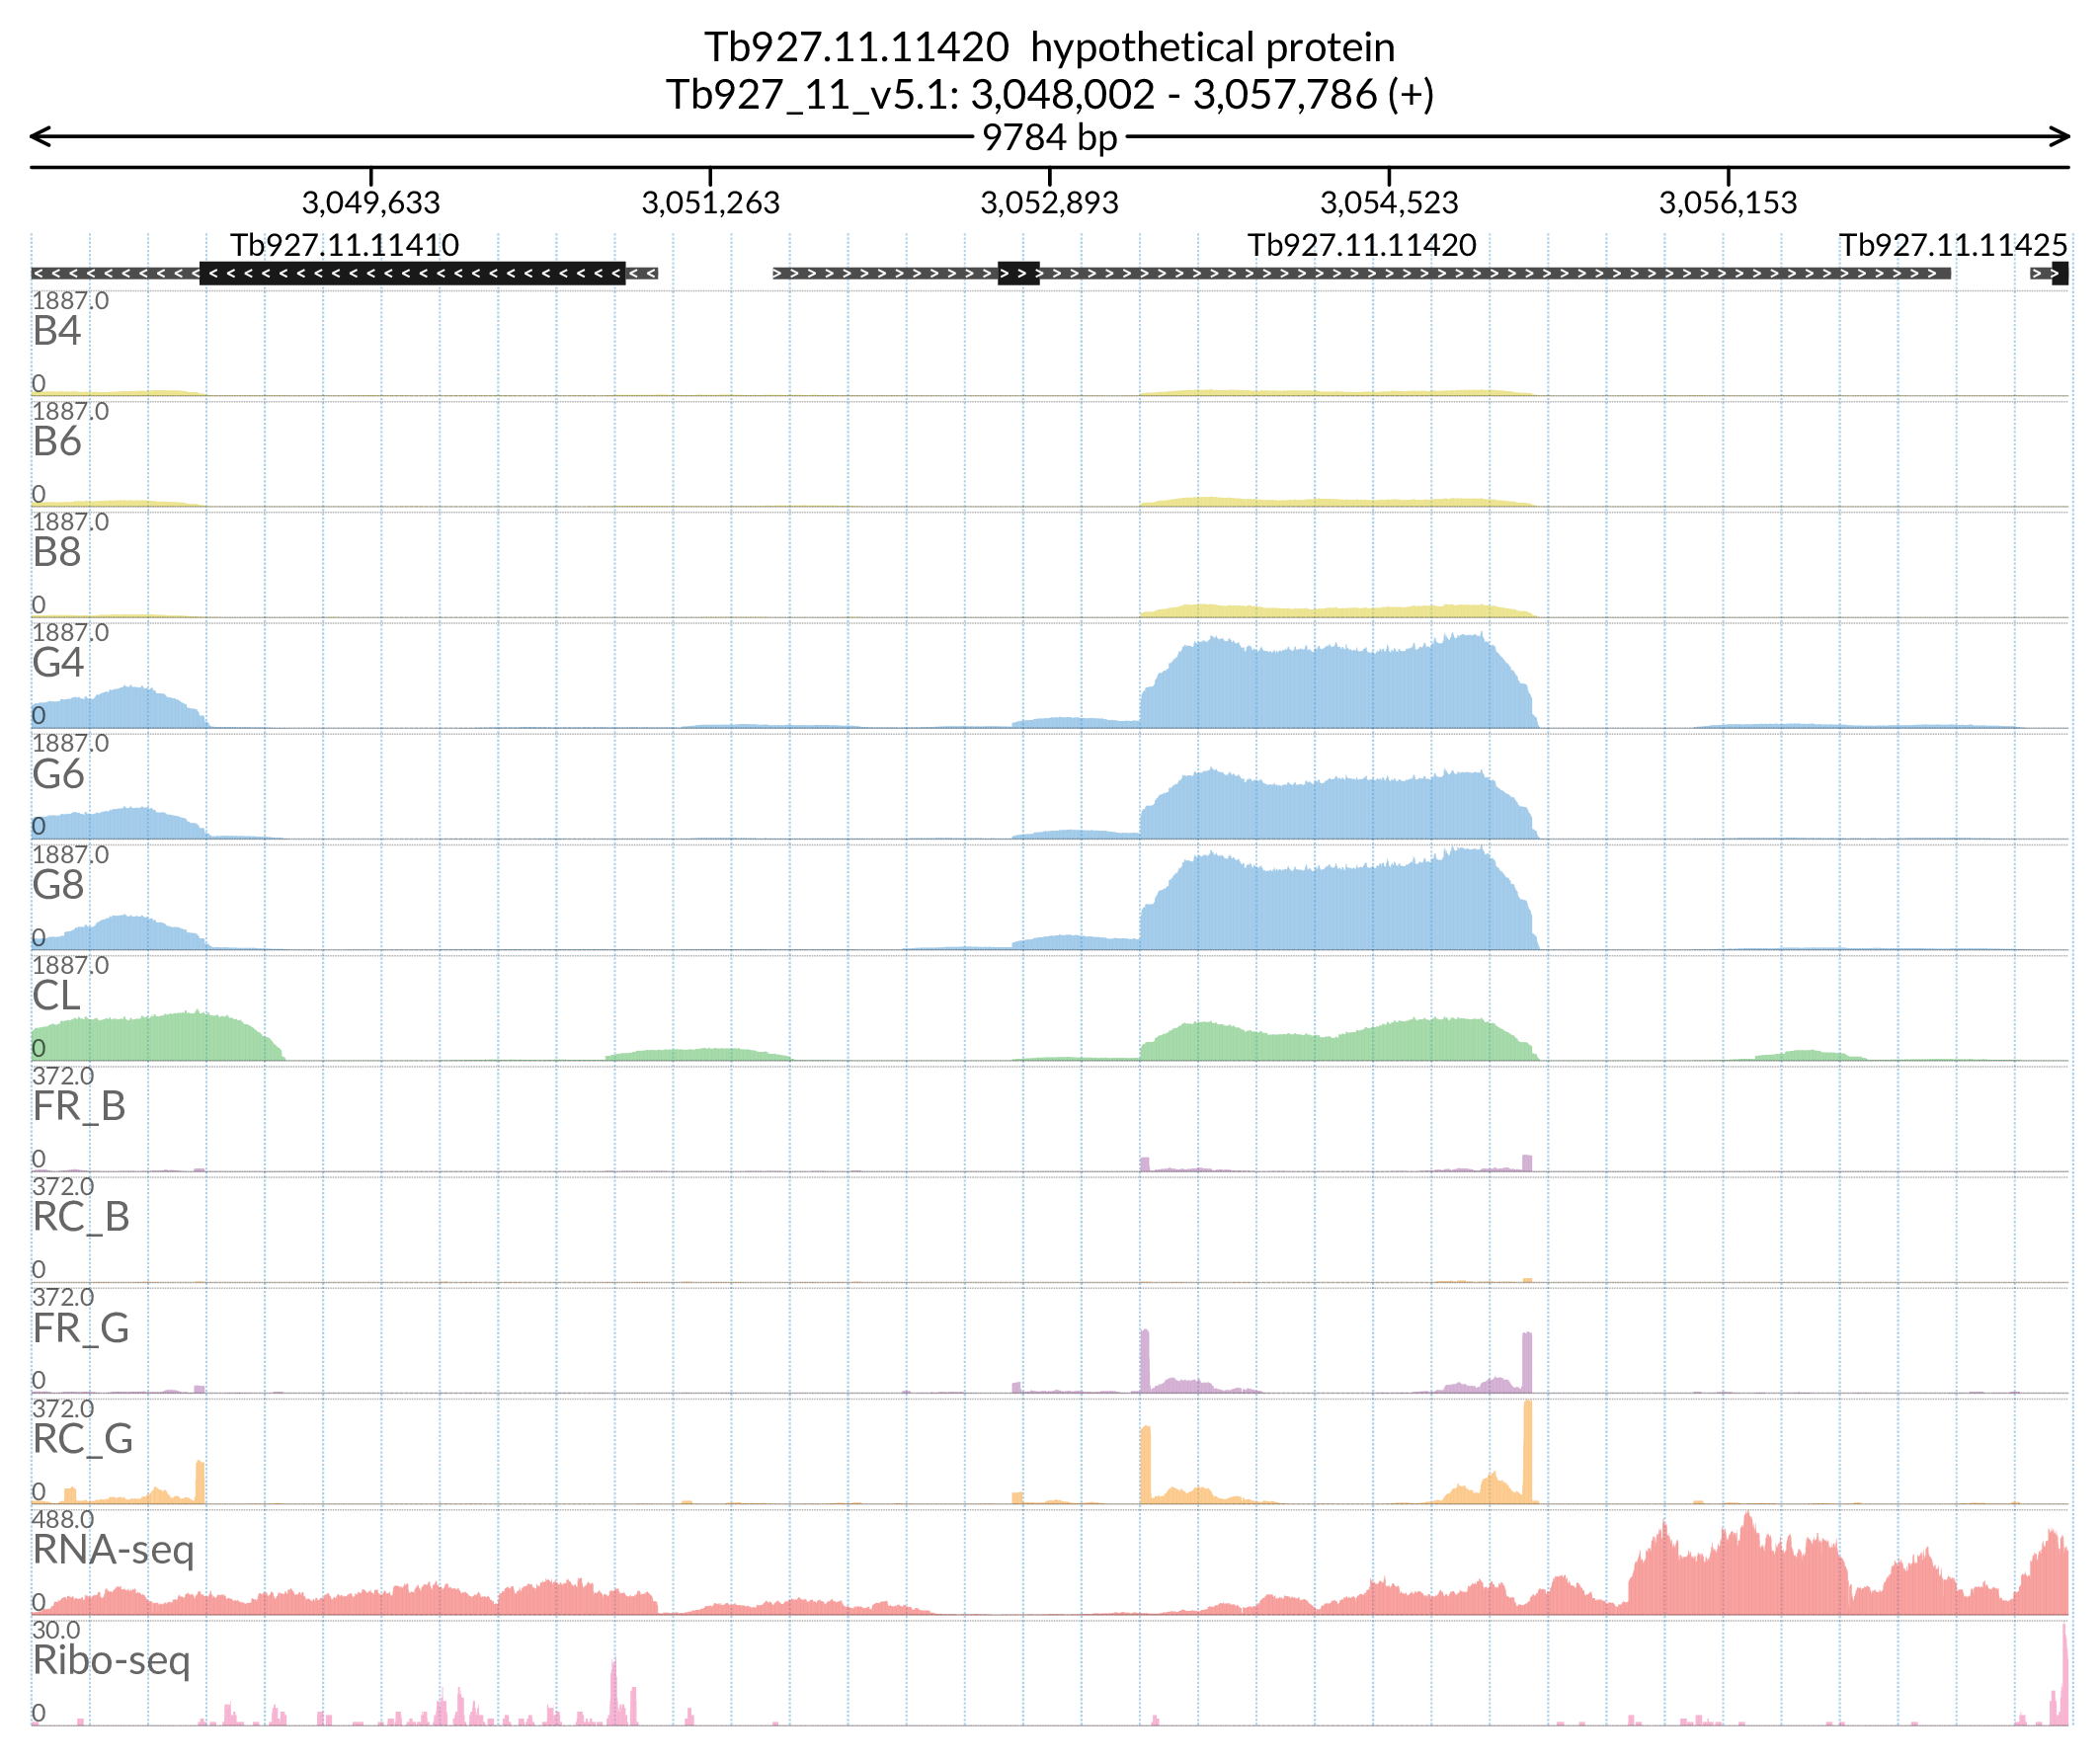 Tb927.11.11420  hypothetical protein
Tb927_11_v5.1: 3,048,002 - 3,057,786 (+)
9784 bp
3,049,633 3,051,263 3,052,893 3,054,523 3,056,153
Tb927.11.11410 Tb927.11.11420 Tb927.11.11425
1887.0
B4
0
1887.0
B6
0
1887.0
B8
0
1887.0
G4
0
1887.0
G6
0
1887.0
G8
0
1887.0
CL
0
372.0
FR_B
0
372.0
RC_B
0
372.0
FR_G
0
372.0
RC_G
0
488.0
RNA-seq
0
30.0
Ribo-seq
0